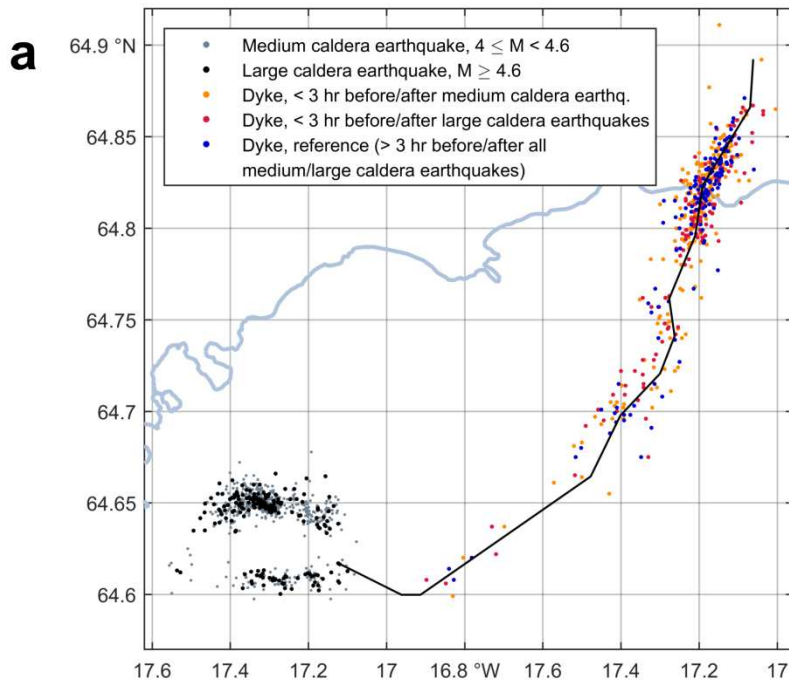 a
64.9 °N
64.85
64.8
64.75
64.7
64.65
64.6
Medium caldera earthquake, 4 ≤ M < 4.6
Large caldera earthquake, M ≥ 4.6
Dyke, < 3 hr before/after medium caldera earthq.
Dyke, < 3 hr before/after large caldera earthquakes
Dyke, reference (> 3 hr before/after all
medium/large caldera earthquakes)
17.6 17.4 17.2 17 16.8 °W 17.6 17.4 17.2 17